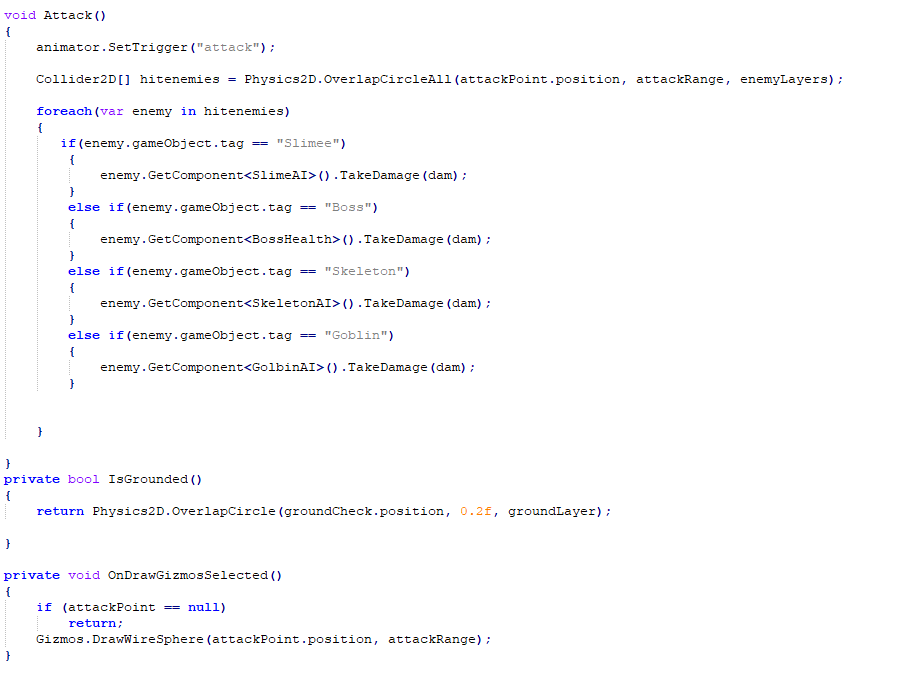 void Attack()
{
    animator.SetTrigger("attack");
    Collider2D[] hitenemies = Physics2D.OverlapCircleAll(attackPoint.position, attackRange, enemyLayers);
    foreach(var enemy in hitenemies)
    {
       if(enemy.gameObject.tag == "Slimee")
        {
            enemy.GetComponent<SlimeAI>().TakeDamage(dam);
        }
        else if(enemy.gameObject.tag == "Boss")
        {
            enemy.GetComponent<BossHealth>().TakeDamage(dam);
        }
        else if(enemy.gameObject.tag == "Skeleton")
        {
            enemy.GetComponent<SkeletonAI>().TakeDamage(dam);
        }
        else if(enemy.gameObject.tag == "Goblin")
        {
            enemy.GetComponent<GolbinAI>().TakeDamage(dam);
        }
    }
}
private bool IsGrounded()
{
    return Physics2D.OverlapCircle(groundCheck.position, 0.2f, groundLayer);
}
private void OnDrawGizmosSelected()
{
    if (attackPoint == null)
        return;
    Gizmos.DrawWireSphere(attackPoint.position, attackRange);
}